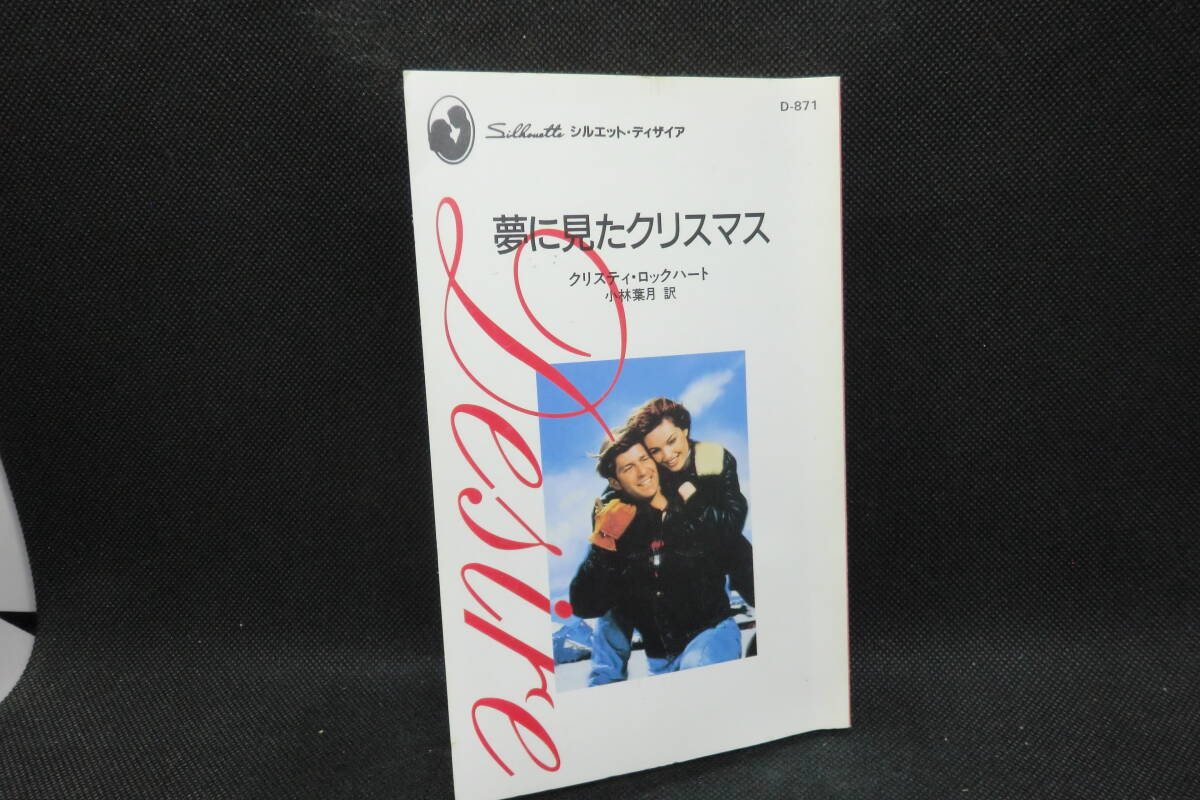 D-871
Silhouette シルエット・ディザイア
夢に見たクリスマス
クリスティ・ロックハート
小林葉月 訳
Desire